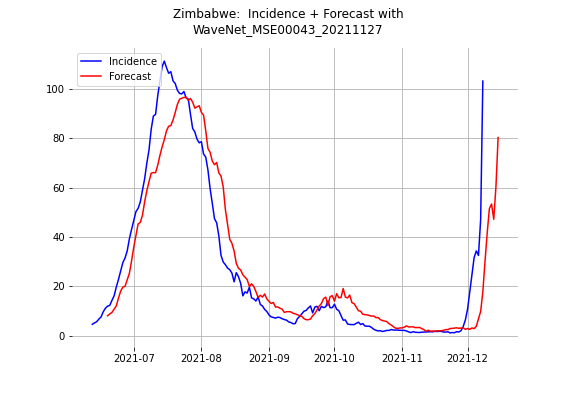 Zimbabwe:  Incidence + Forecast with
WaveNet_MSE00043_20211127
Incidence
Forecast
100
80
60
40
20
0
2021-07 2021-08 2021-09 2021-10 2021-11 2021-12